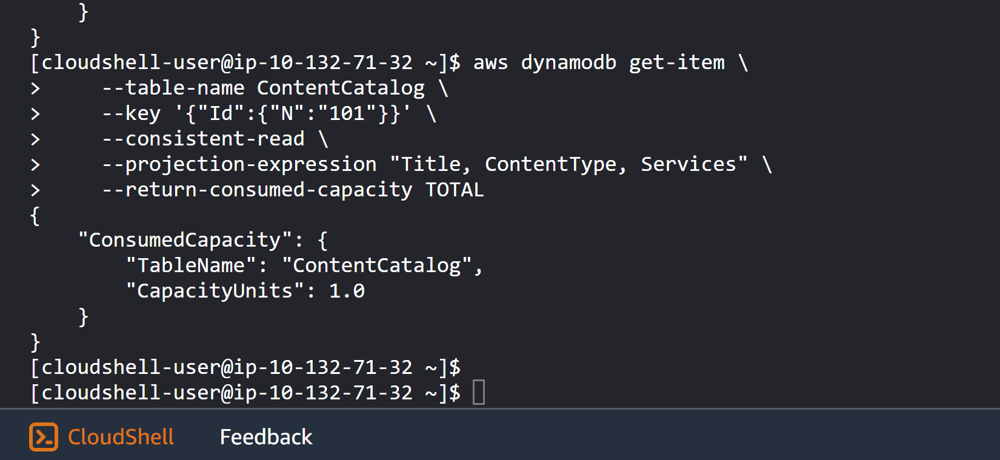 }
}
[cloudshell-user@ip-10-132-71-32 ~]$ aws dynamodb get-item \
>     --table-name ContentCatalog \
>     --key '{"Id":{"N":"101"}}' \
>     --consistent-read \
>     --projection-expression "Title, ContentType, Services" \
>     --return-consumed-capacity TOTAL
{
    "ConsumedCapacity": {
        "TableName": "ContentCatalog",
        "CapacityUnits": 1.0
    }
}
[cloudshell-user@ip-10-132-71-32 ~]$
[cloudshell-user@ip-10-132-71-32 ~]$
CloudShell Feedback